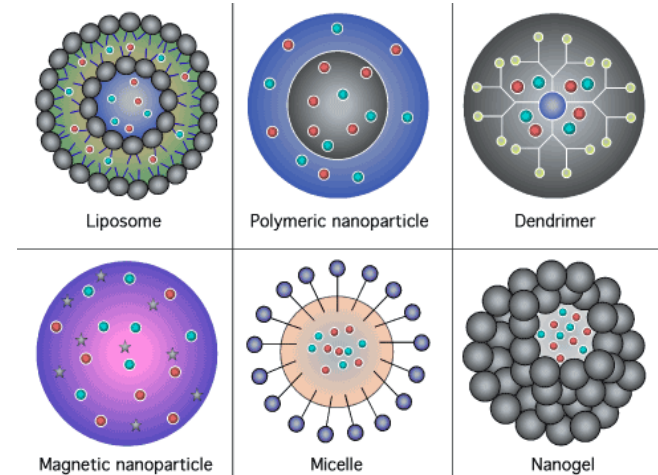 Liposome
Polymeric nanoparticle
Dendrimer
Magnetic nanoparticle
Micelle
Nanogel